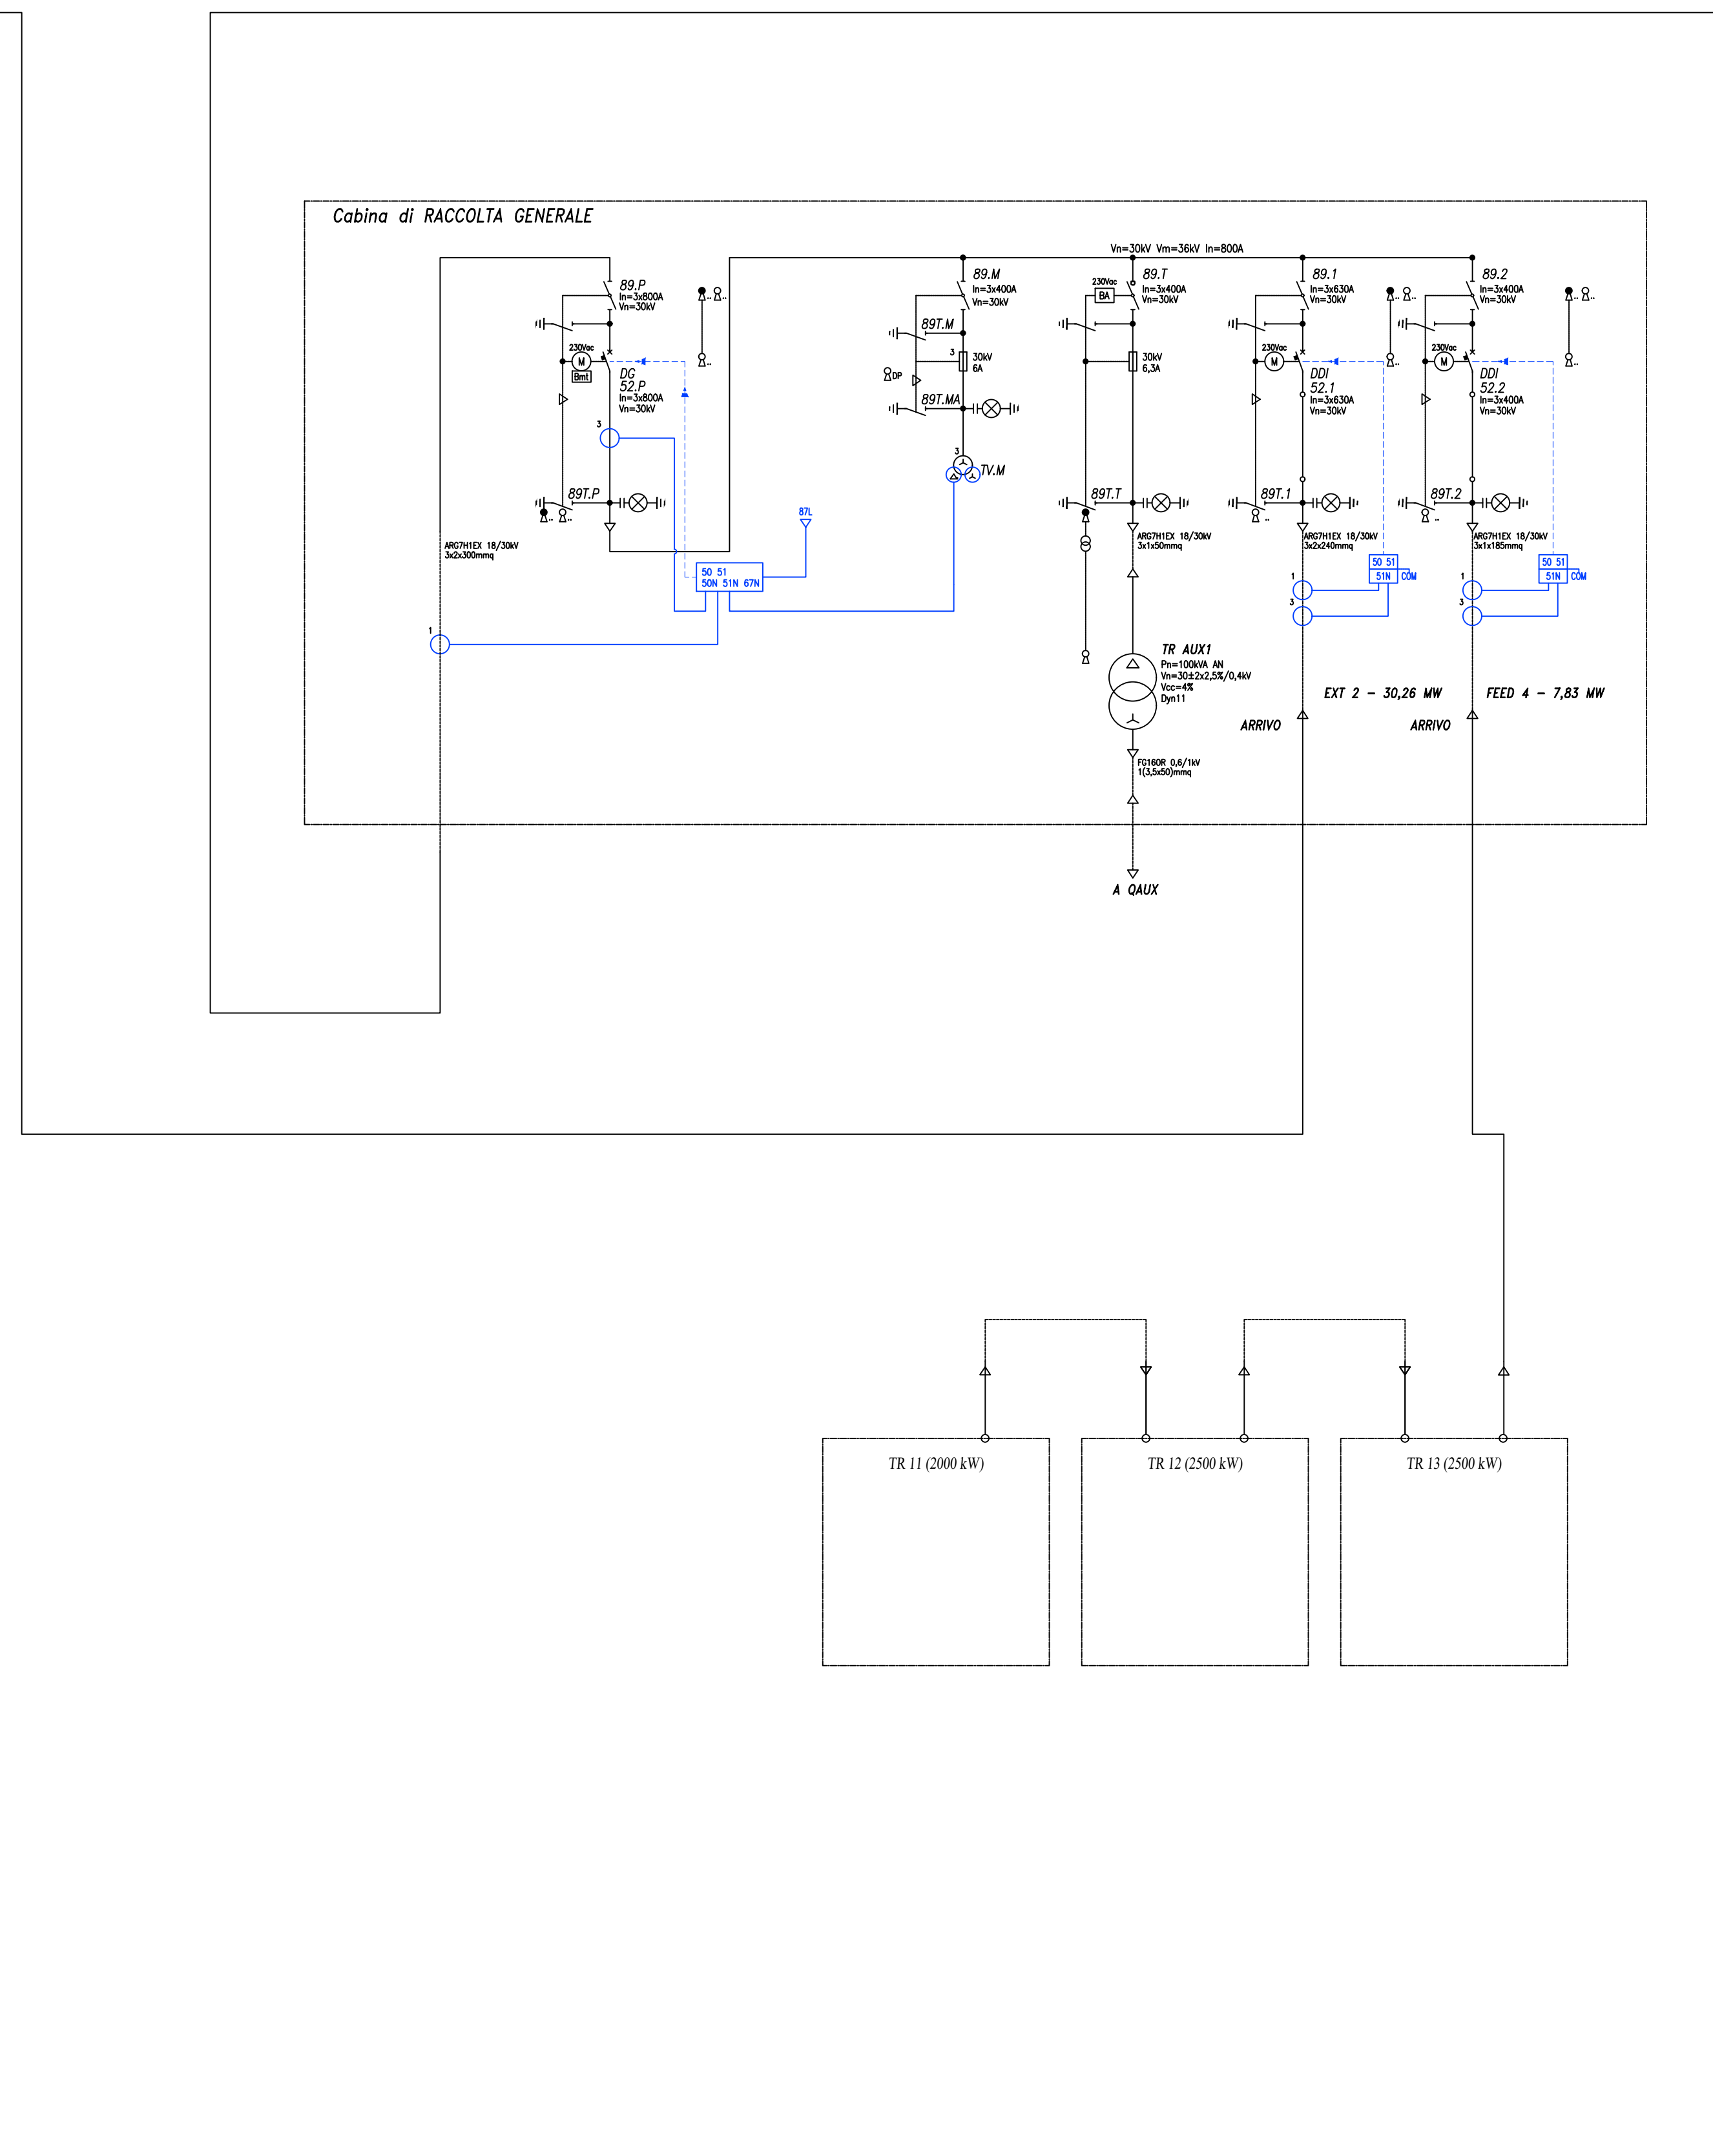 Cabina di RACCOLTA GENERALE
Vn=30kV Vm=36kV In=800A
89.P
In=3x800A
Vn=30kV
230Vac
M
Bmt
DG
52.P
In=3x800A
Vn=30kV
3
89T.P
ARG7H1EX 18/30kV
3x2x300mmq
1
87L
50 51
50N 51N 67N
89.M
In=3x400A
Vn=30kV
89T.M
3
30kV
6A
DP
89T.MA
3
TV.M
89.T
230Vac
BA
In=3x400A
Vn=30kV
30kV
6,3A
89T.T
ARG7H1EX 18/30kV
3x1x50mmq
TR AUX1
Pn=100kVA AN
Vn=30±2x2,5%/0,4kV
Vcc=4%
Dyn11
FG16OR 0,6/1kV
1(3,5x50)mmq
A QAUX
89.1
In=3x630A
Vn=30kV
230Vac
M
DDI
52.1
In=3x630A
Vn=30kV
89T.1
ARG7H1EX 18/30kV
3x2x240mmq
50 51
51N COM
1
3
EXT 2 - 30,26 MW
ARRIVO
89.2
In=3x400A
Vn=30kV
230Vac
M
DDI
52.2
In=3x400A
Vn=30kV
89T.2
ARG7H1EX 18/30kV
3x1x185mmq
50 51
51N COM
1
3
FEED 4 - 7,83 MW
ARRIVO
TR 11 (2000 kW)
TR 12 (2500 kW)
TR 13 (2500 kW)